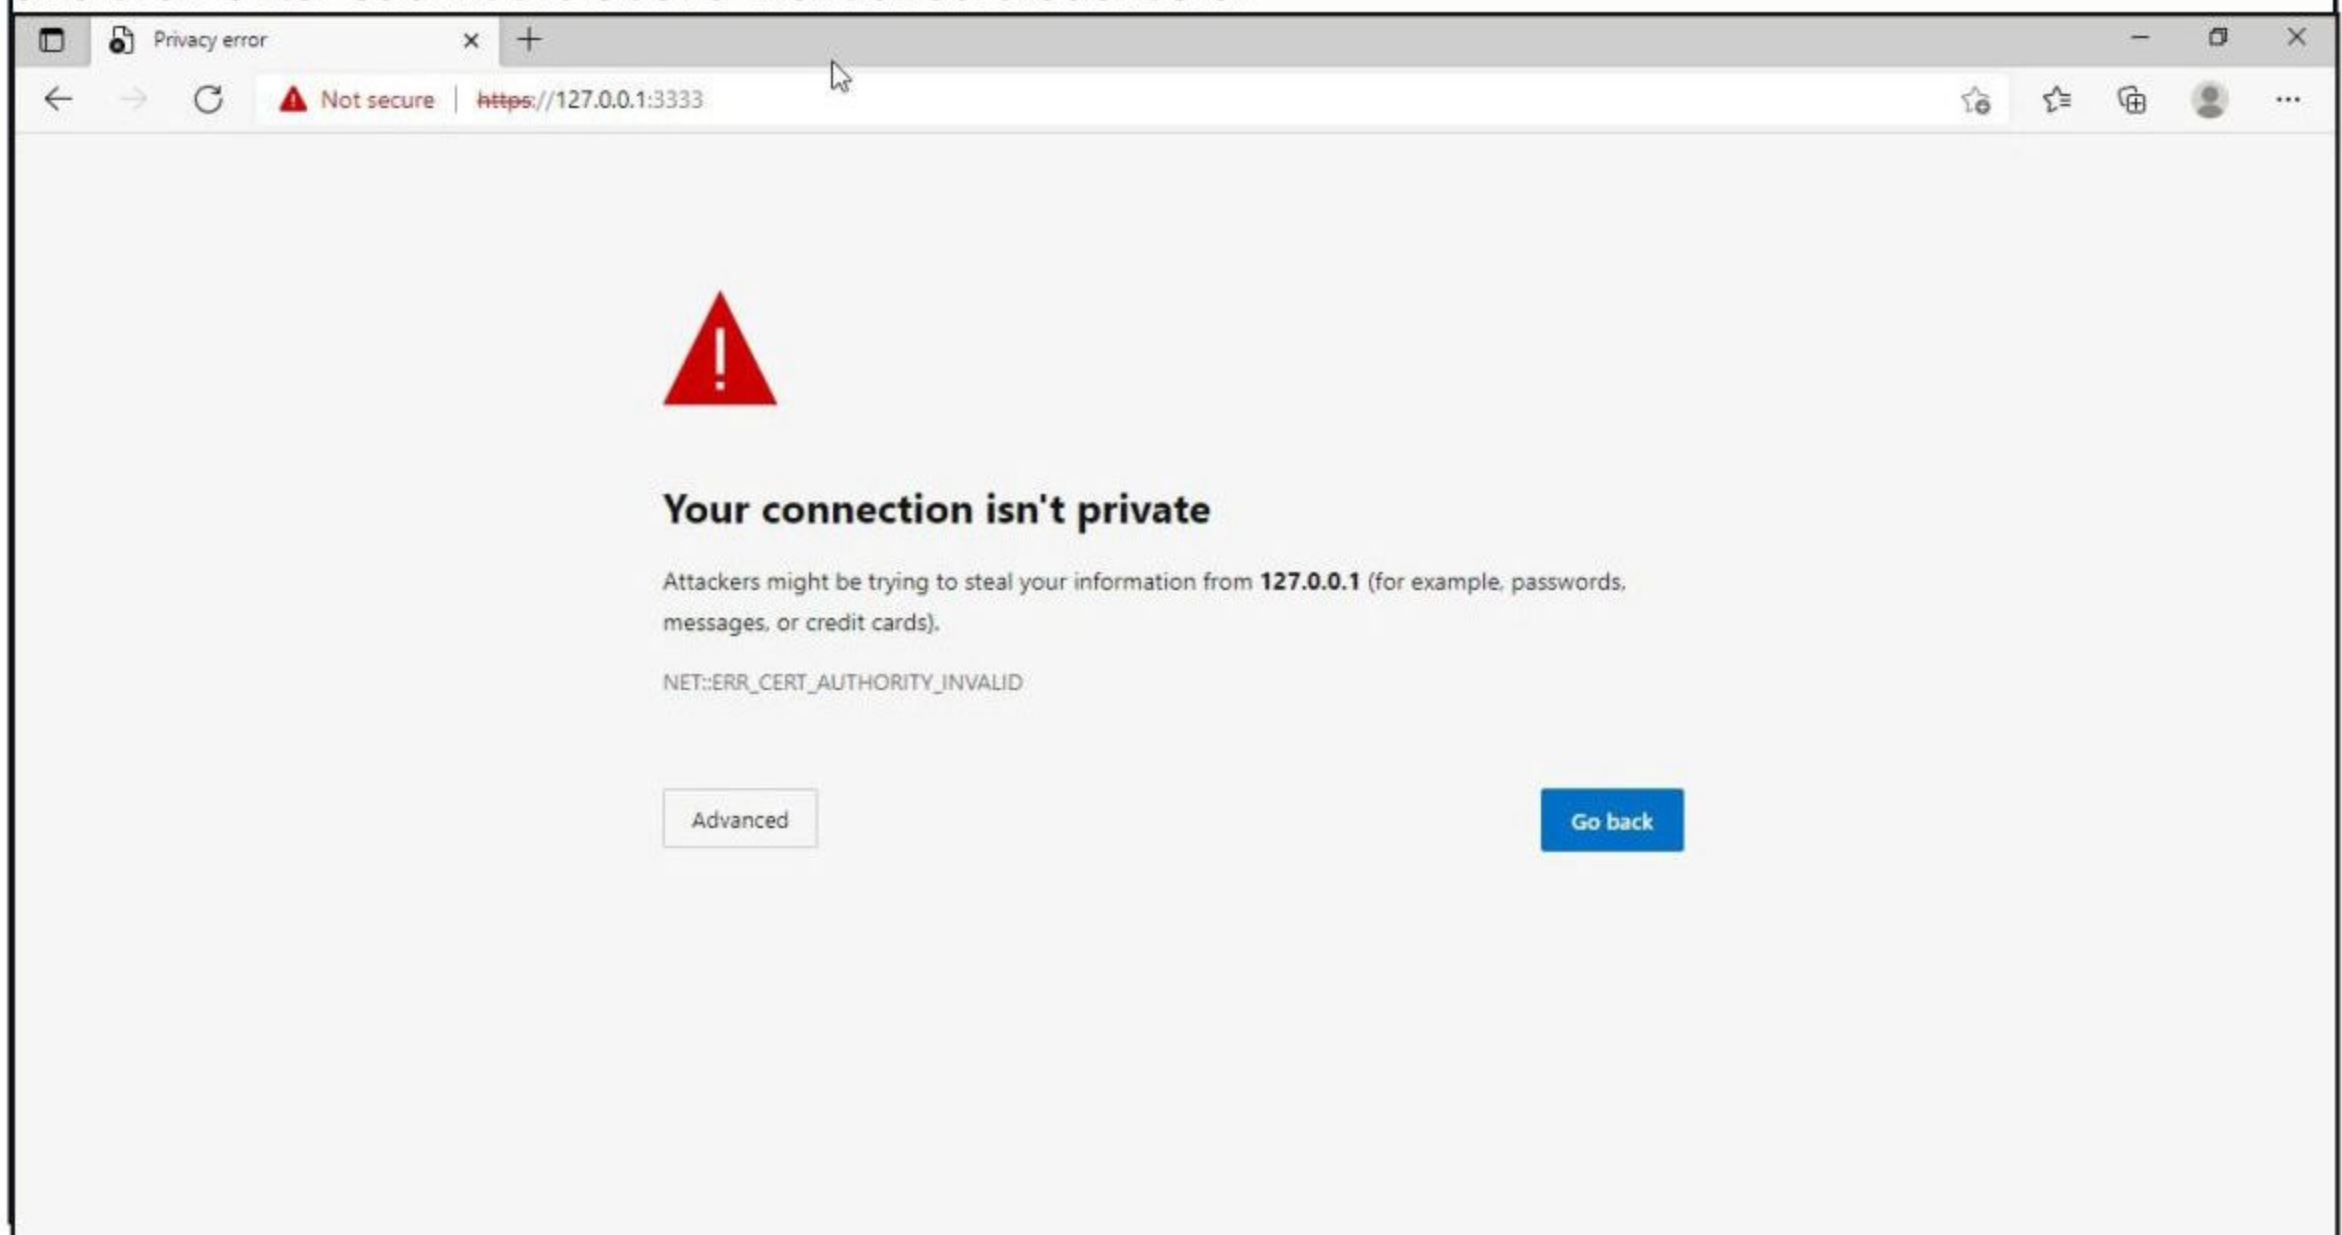 Privacy error
Not secure
https://127.0.0.1:3333
Your connection isn't private
Attackers might be trying to steal your information from 127.0.0.1 (for example, passwords,
messages, or credit cards).
NET::ERR_CERT_AUTHORITY_INVALID
Advanced
Go back